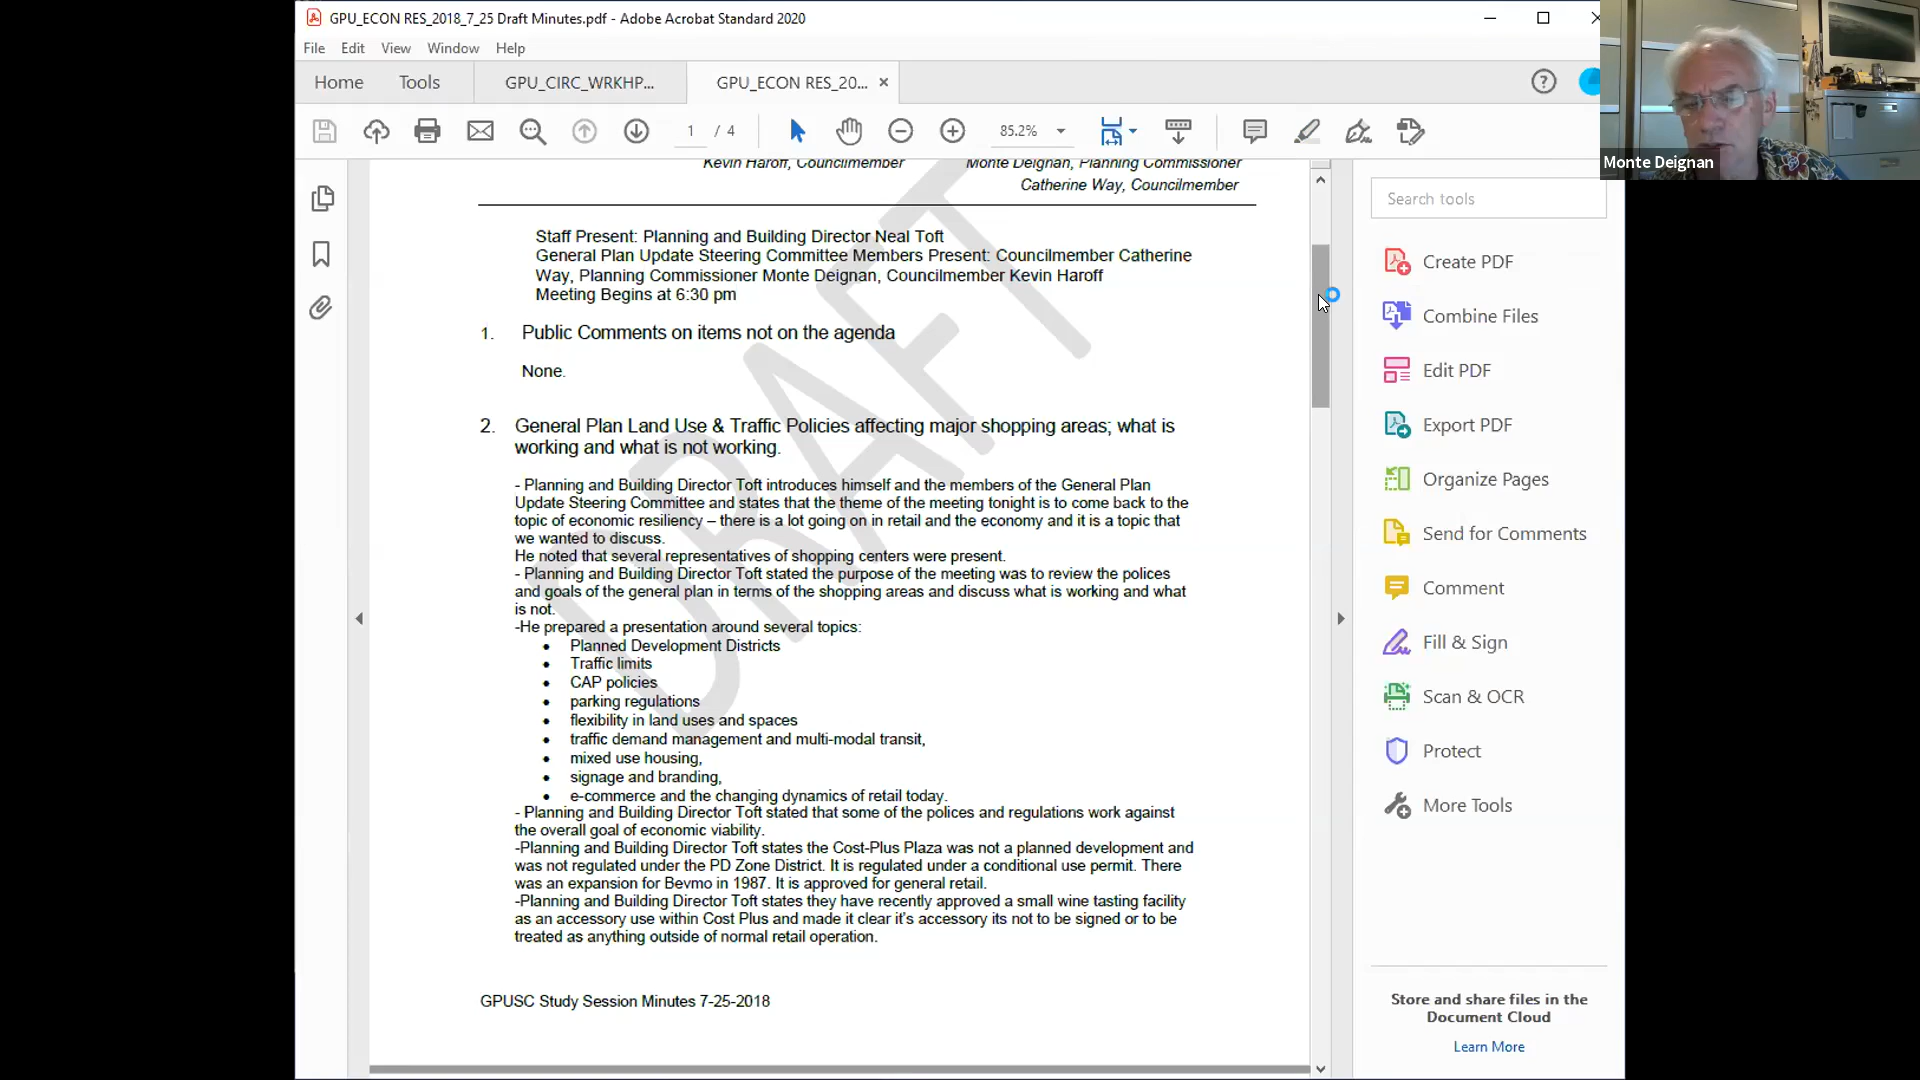 GPU_ECON RES_2018_7_25 Draft Minutes.pdf - Adobe Acrobat Standard 2020
File Edit View Window Help
Home Tools GPU_CIRC_WRKHP... GPU_ECON RES_20...
1 / 4 85.2%
Monte Deignan
Kevin Haroff, Councilmember Monte Deignan, Planning Commissioner
Catherine Way, Councilmember
Staff Present: Planning and Building Director Neal Toft
General Plan Update Steering Committee Members Present: Councilmember Catherine
Way, Planning Commissioner Monte Deignan, Councilmember Kevin Haroff
Meeting Begins at 6:30 pm
1. Public Comments on items not on the agenda
None.
2. General Plan Land Use & Traffic Policies affecting major shopping areas; what is
working and what is not working.
- Planning and Building Director Toft introduces himself and the members of the General Plan
Update Steering Committee and states that the theme of the meeting tonight is to come back to the
topic of economic resiliency – there is a lot going on in retail and the economy and it is a topic that
we wanted to discuss.
He noted that several representatives of shopping centers were present.
- Planning and Building Director Toft stated the purpose of the meeting was to review the polices
and goals of the general plan in terms of the shopping areas and discuss what is working and what
is not.
-He prepared a presentation around several topics:
• Planned Development Districts
• Traffic limits
• CAP policies
• parking regulations
• flexibility in land uses and spaces
• traffic demand management and multi-modal transit,
• mixed use housing,
• signage and branding,
• e-commerce and the changing dynamics of retail today.
- Planning and Building Director Toft stated that some of the polices and regulations work against
the overall goal of economic viability.
-Planning and Building Director Toft states the Cost-Plus Plaza was not a planned development and
was not regulated under the PD Zone District. It is regulated under a conditional use permit. There
was an expansion for Bevmo in 1987. It is approved for general retail.
-Planning and Building Director Toft states they have recently approved a small wine tasting facility
as an accessory use within Cost Plus and made it clear it's accessory its not to be signed or to be
treated as anything outside of normal retail operation.
GPUSC Study Session Minutes 7-25-2018
DRAFT
Search tools
Create PDF
Combine Files
Edit PDF
Export PDF
Organize Pages
Send for Comments
Comment
Fill & Sign
Scan & OCR
Protect
More Tools
Store and share files in the
Document Cloud
Learn More